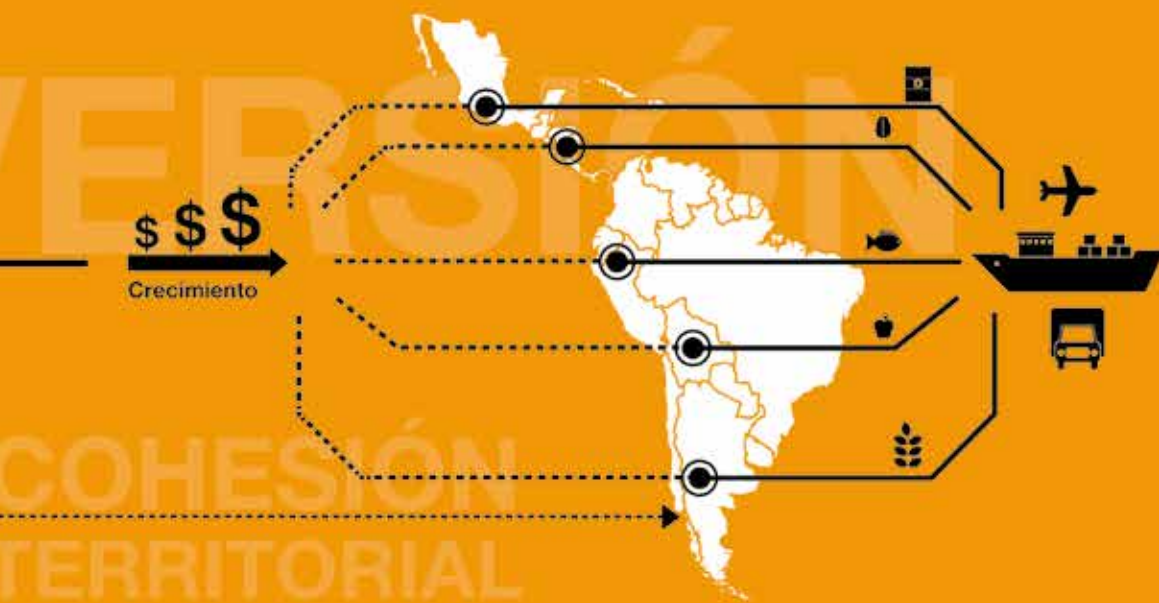 VERSIÓN
$ $ $
Crecimiento
COHESIÓN
TERRITORIAL